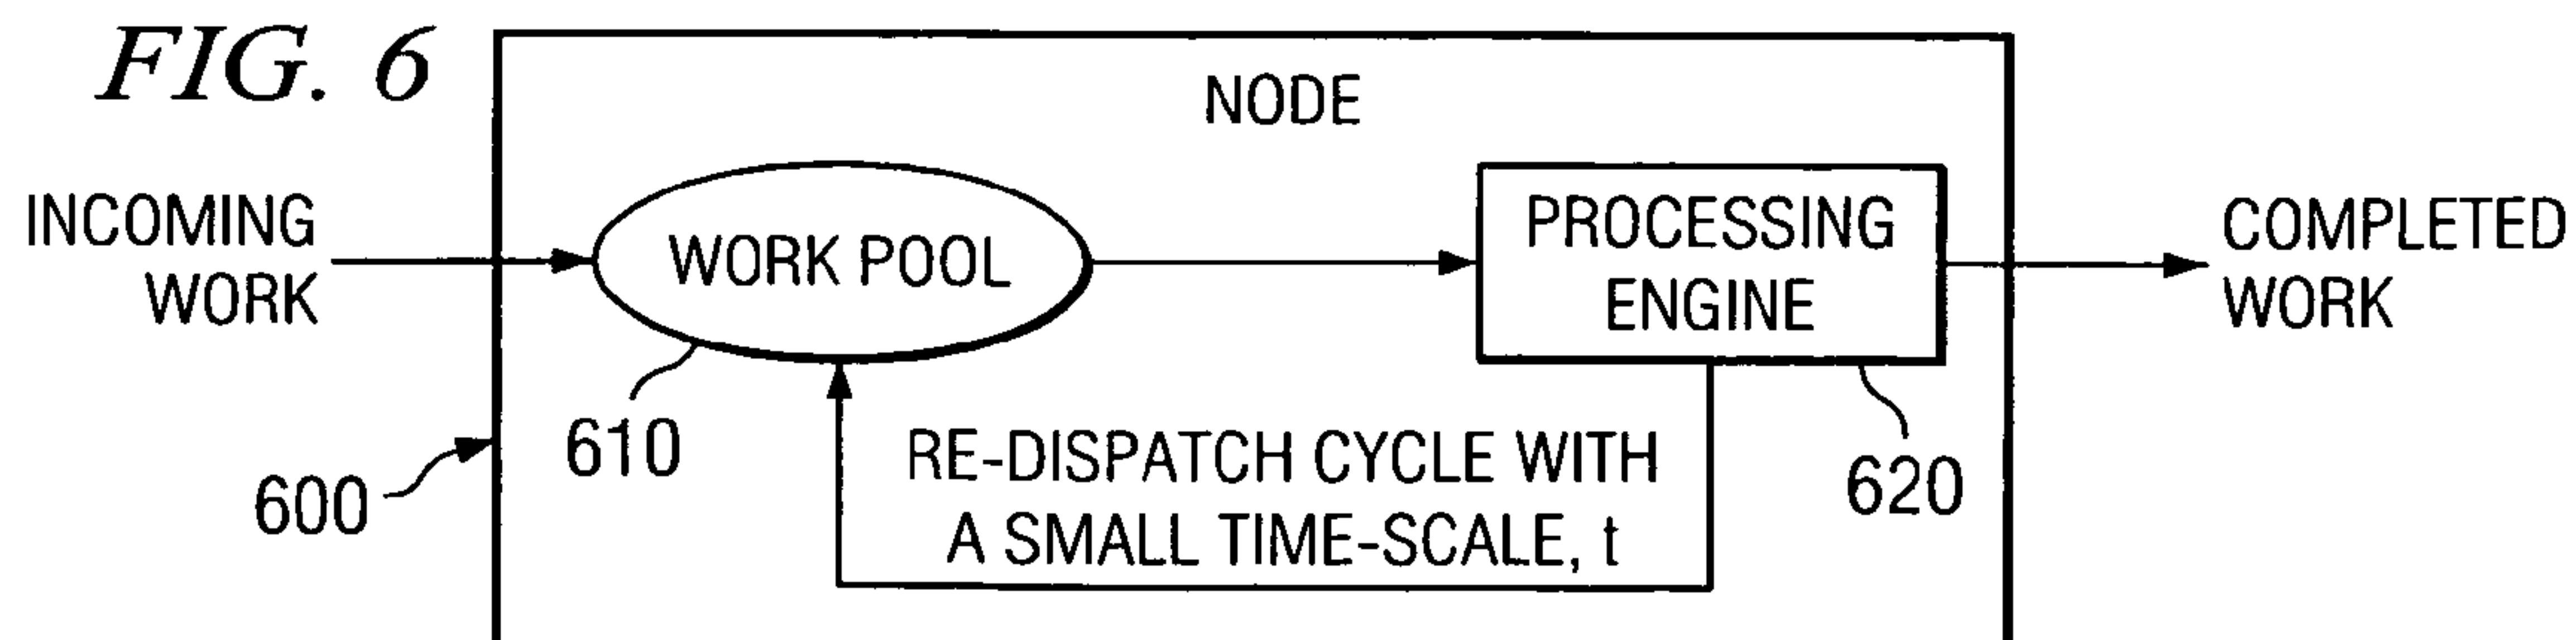 FIG. 6
NODE
INCOMING
WORK
WORK POOL
PROCESSING
ENGINE
COMPLETED
WORK
610
RE-DISPATCH CYCLE WITH
A SMALL TIME-SCALE, t
620
600